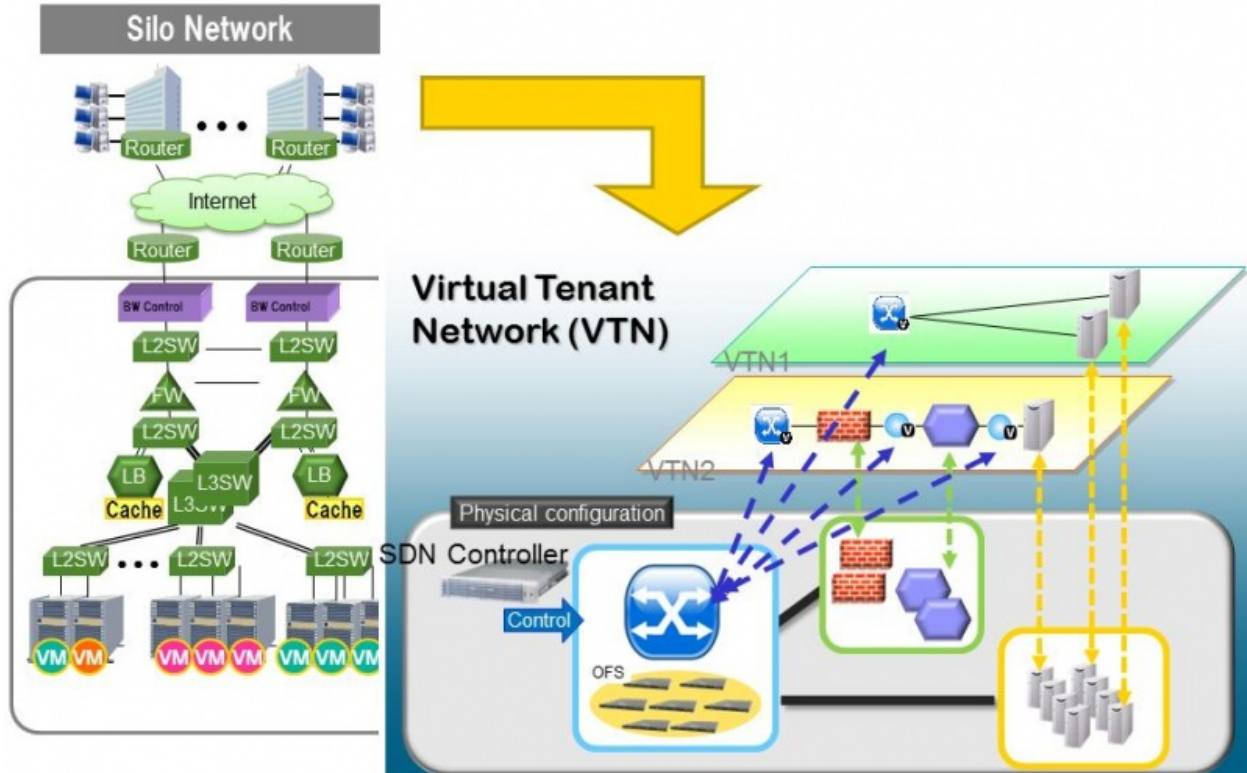 Silo Network
Router
Router
Internet
Router
Router
BW Control
BW Control
L2SW
L2SW
FW
FW
L2SW
L2SW
LB
L3SW
L3SW
LB
Cache
Cache
L2SW
L2SW
L2SW
VM
VM
VM
VM
VM
VM
VM
VM
Virtual Tenant
Network (VTN)
V
VTN1
V
V
V
VTN2
Physical configuration
SDN Controller
Control
OFS